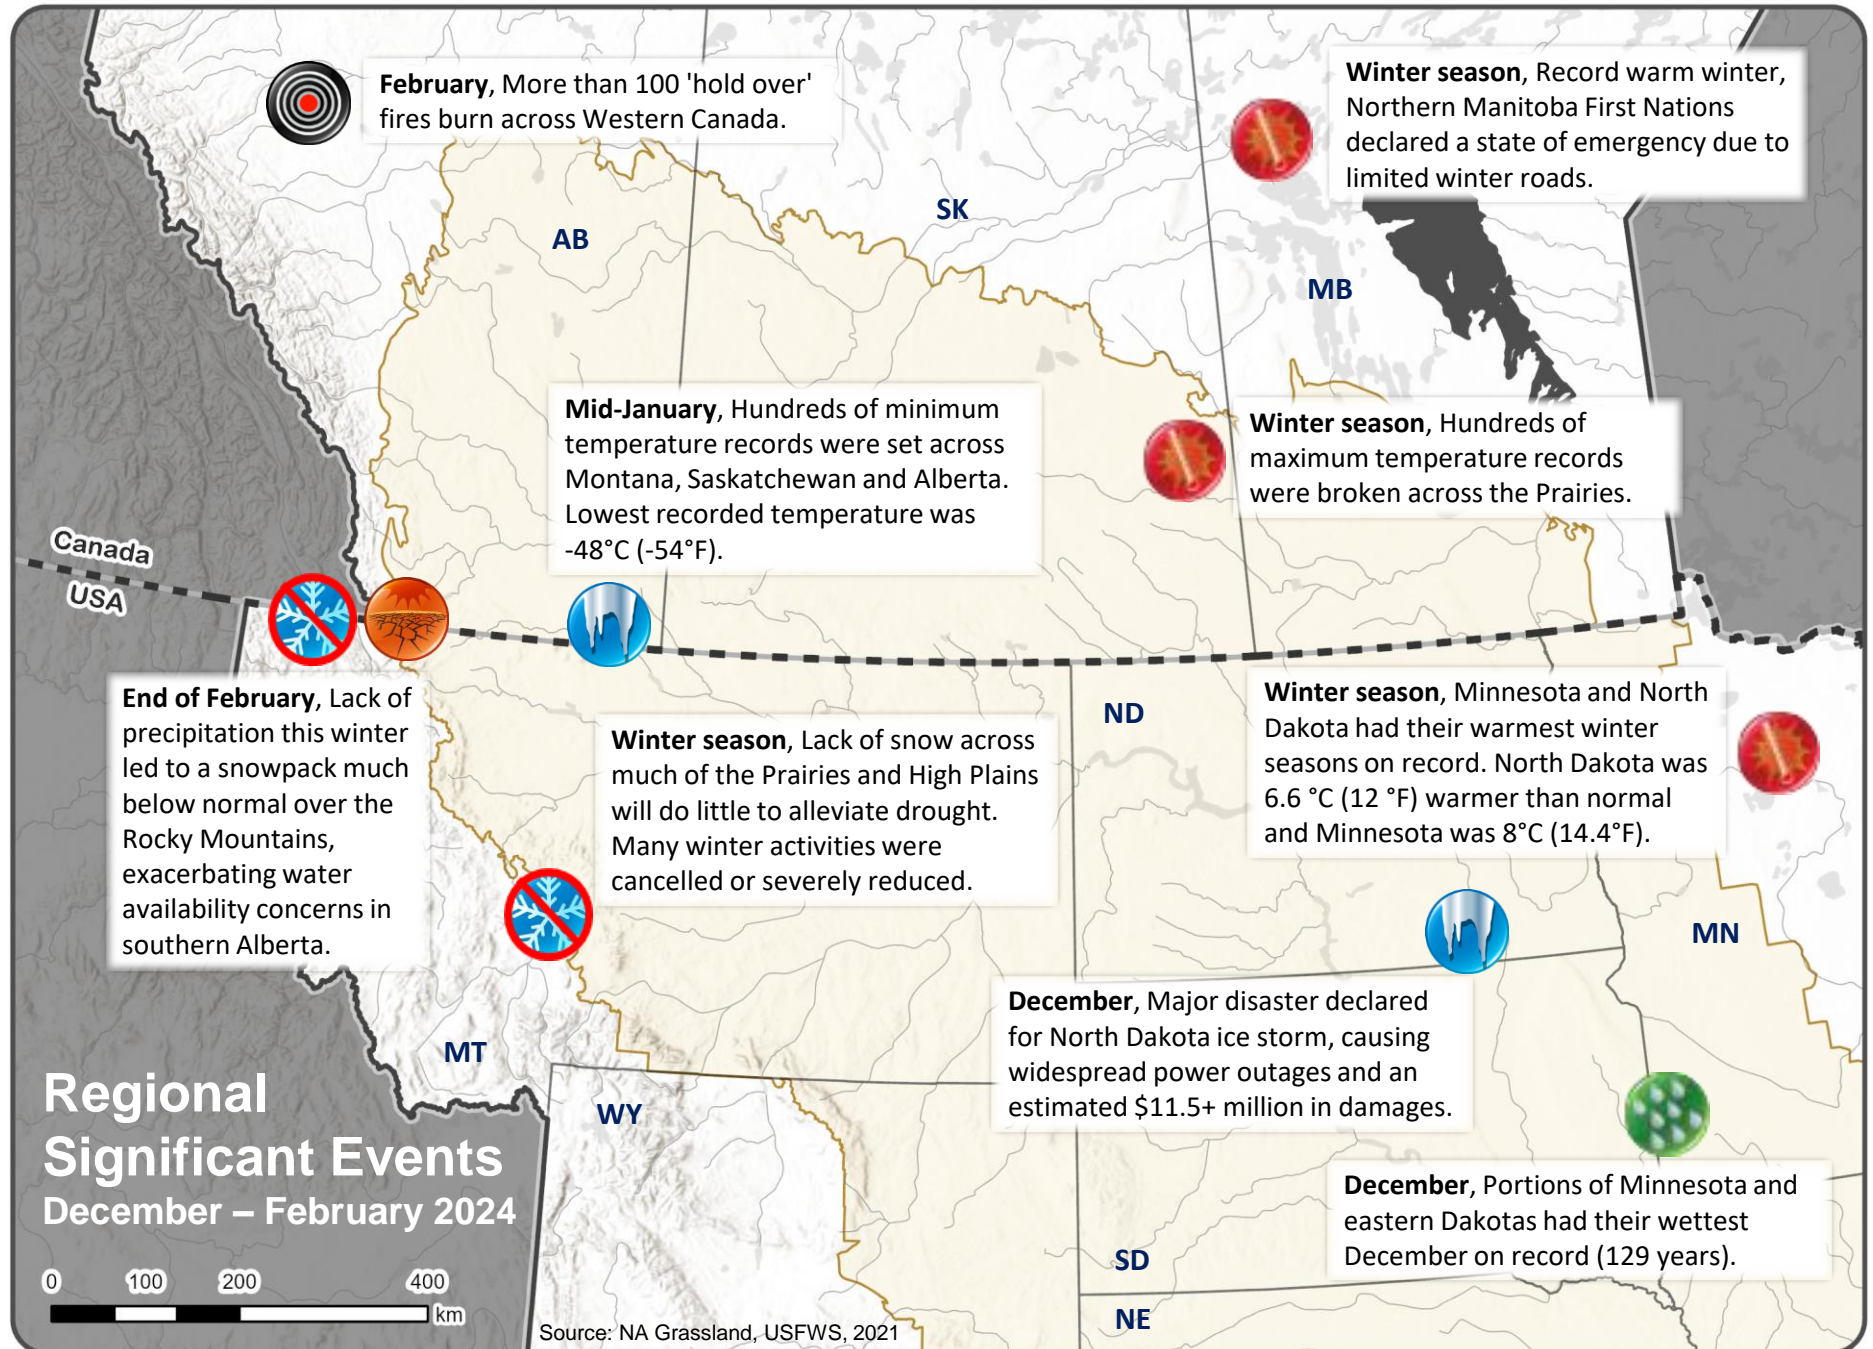 February, More than 100 'hold over'
fires burn across Western Canada.
Winter season, Record warm winter,
Northern Manitoba First Nations
declared a state of emergency due to
limited winter roads.
SK
AB
MB
Mid-January, Hundreds of minimum
temperature records were set across
Montana, Saskatchewan and Alberta.
Lowest recorded temperature was
-48°C (-54°F).
Winter season, Hundreds of
maximum temperature records
were broken across the Prairies.
Canada
USA
End of February, Lack of
precipitation this winter
led to a snowpack much
below normal over the
Rocky Mountains,
exacerbating water
availability concerns in
southern Alberta.
Winter season, Lack of snow across
much of the Prairies and High Plains
will do little to alleviate drought.
Many winter activities were
cancelled or severely reduced.
ND
Winter season, Minnesota and North
Dakota had their warmest winter
seasons on record. North Dakota was
6.6 °C (12 °F) warmer than normal
and Minnesota was 8°C (14.4°F).
MN
December, Major disaster declared
for North Dakota ice storm, causing
widespread power outages and an
estimated $11.5+ million in damages.
MT
WY
December, Portions of Minnesota and
eastern Dakotas had their wettest
December on record (129 years).
SD
NE
Regional
Significant Events
December – February 2024
0 100 200 400
km
Source: NA Grassland, USFWS, 2021